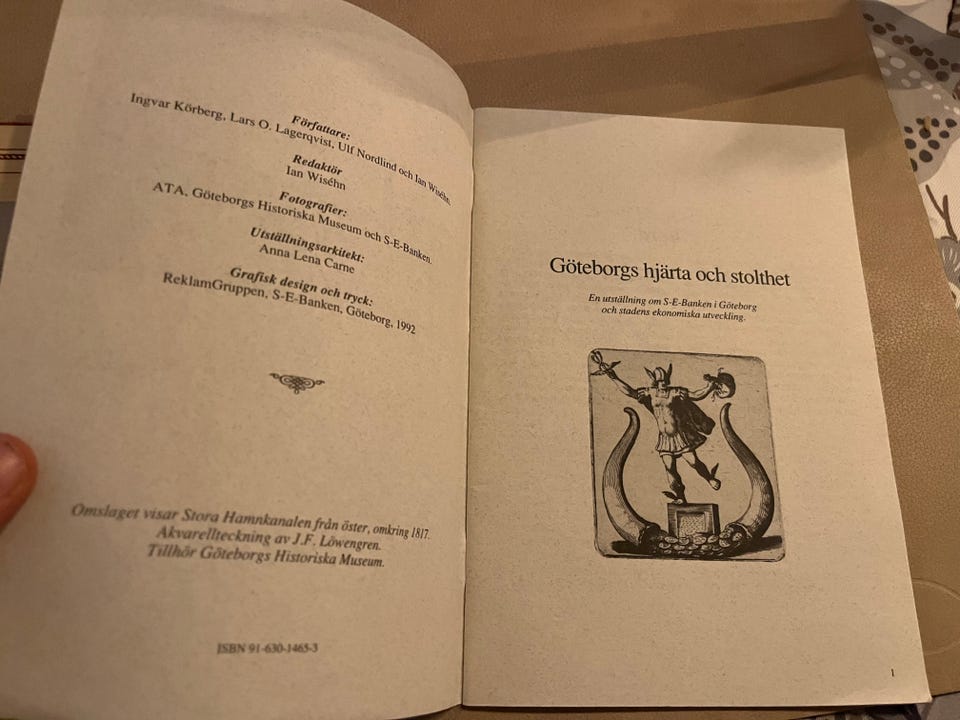 Författare:
Ingvar Körberg, Lars O. Lagerqvist, Ulf Nordlind och Ian Wiséhn.
Redaktör
Ian Wiséhn
Fotografier:
ATA, Göteborgs Historiska Museum och S-E-Banken.
Utställningsarkitekt:
Anna Lena Carne
Grafisk design och tryck:
ReklamGruppen, S-E-Banken, Göteborg, 1992
Omslaget visar Stora Hamnkanalen från öster, omkring 1817.
Akvarellteckning av J.F. Löwengren.
Tillhör Göteborgs Historiska Museum.
ISBN 91-630-1465-3
Göteborgs hjärta och stolthet
En utställning om S-E-Banken i Göteborg
och stadens ekonomiska utveckling.
1